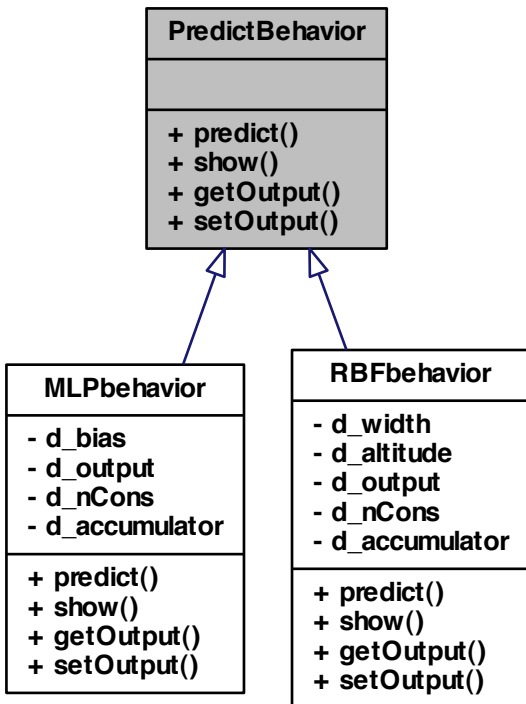 PredictBehavior
+ predict()
+ show()
+ getOutput()
+ setOutput()
MLPbehavior
- d_bias
- d_output
- d_nCons
- d_accumulator
+ predict()
+ show()
+ getOutput()
+ setOutput()
RBFbehavior
- d_width
- d_altitude
- d_output
- d_nCons
- d_accumulator
+ predict()
+ show()
+ getOutput()
+ setOutput()